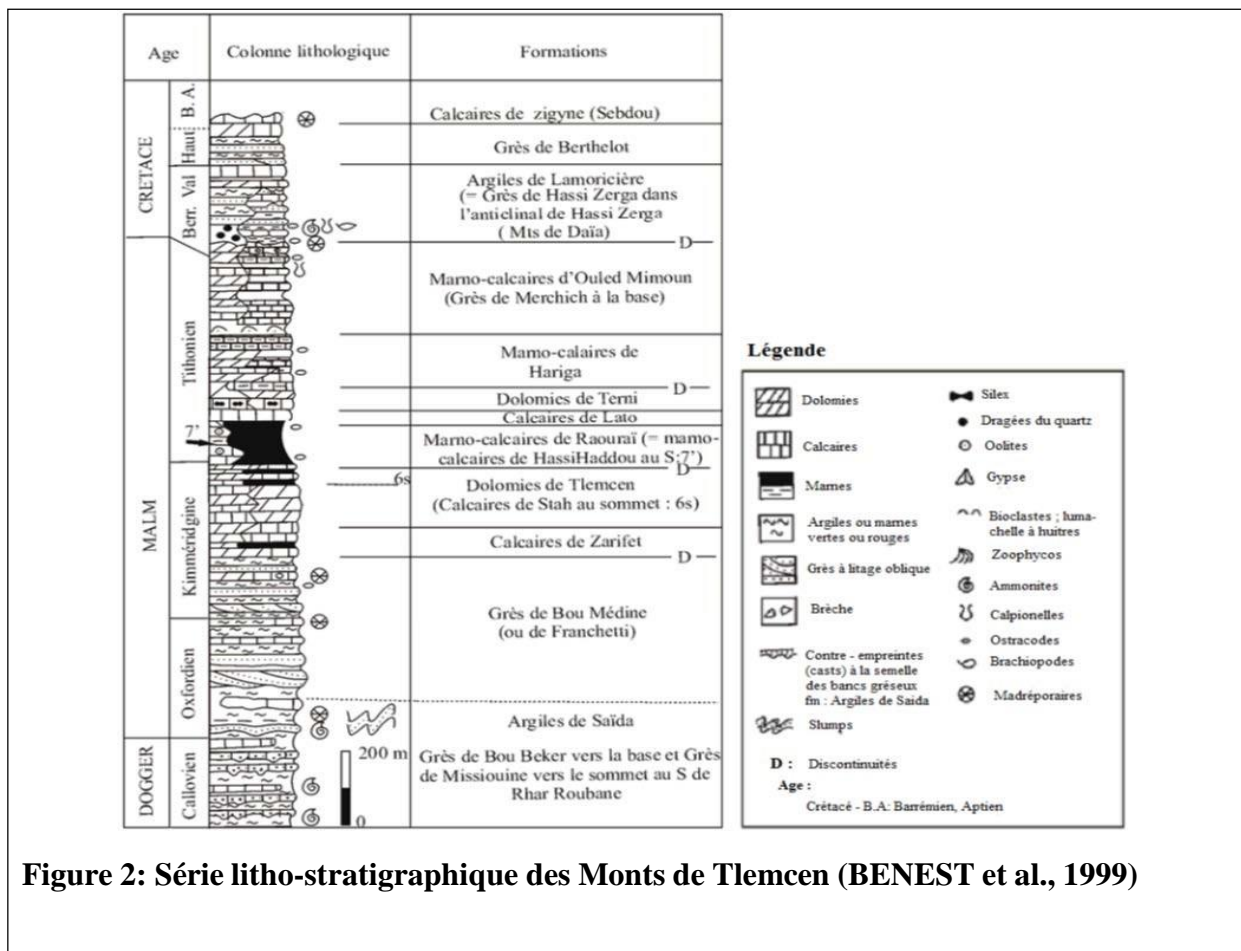 Age
Colonne lithologique
Formations
CRETACE
B. A.
Haut
Berr. Val
MALM
Tithonien
Kimméridgine
Oxfordien
DOGGER
Callovien
Calcaires de zigyne (Sebdou)
Grès de Berthelot
Argiles de Lamoricière
(= Grès de Hassi Zerga dans
l'anticlinal de Hassi Zerga
( Mts de Daïa)
D
Marno-calcaires d'Ouled Mimoun
(Grès de Merchich à la base)
Mamo-calaires de
Hariga
D
Dolomies de Terni
Calcaires de Lato
7'
Marno-calcaires de Raouraï (= mamo-
calcaires de HassiHaddou au S:7')
D
6s
Dolomies de Tlemcen
(Calcaires de Stah au sommet : 6s)
Calcaires de Zarifet
D
Grès de Bou Médine
(ou de Franchetti)
Argiles de Saïda
200 m
0
Grès de Bou Beker vers la base et Grès
de Missiouine vers le sommet au S de
Rhar Roubane
Légende
Dolomies
Calcaires
Mames
Argiles ou mames
vertes ou rouges
Grès à litage oblique
Brèche
Contre - empreintes
(casts) à la semelle
des bancs gréseux
fm : Argiles de Saida
Slumps
Silex
Dragées du quartz
Oolites
Gypse
Bioclastes ; luma-
chelle à huitres
Zoophycos
Ammonites
Calpionelles
Ostracodes
Brachiopodes
Madréporaires
D : Discontinuités
Age :
Crétacé - B.A: Barrémien, Aptien
Figure 2: Série litho-stratigraphique des Monts de Tlemcen (BENEST et al., 1999)